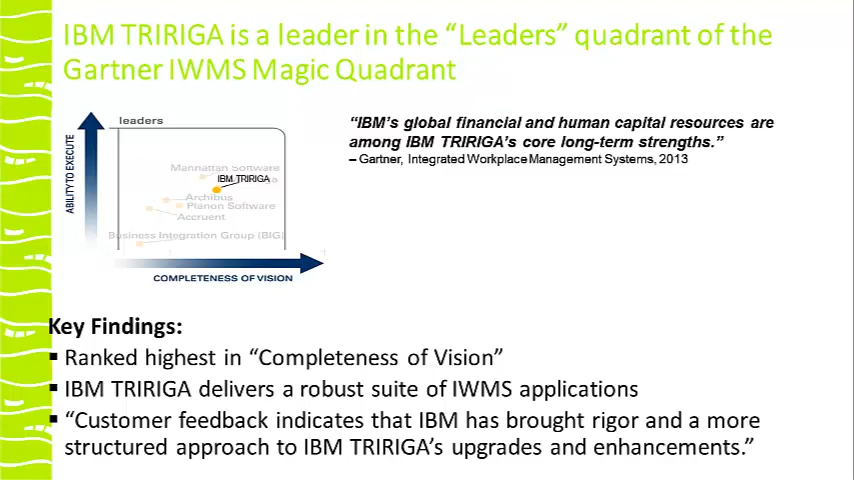 IBM TRIRIGA is a leader in the “Leaders” quadrant of the
Gartner IWMS Magic Quadrant
leaders
ABILITY TO EXECUTE
Manhattan Software
IBM TRIRIGA
Archibus
Planon Software
Accruent
Business Integration Group (BIG)
COMPLETENESS OF VISION
“IBM’s global financial and human capital resources are
among IBM TRIRIGA’s core long-term strengths.”
– Gartner, Integrated Workplace Management Systems, 2013
Key Findings:
▪ Ranked highest in “Completeness of Vision”
▪ IBM TRIRIGA delivers a robust suite of IWMS applications
▪ “Customer feedback indicates that IBM has brought rigor and a more
structured approach to IBM TRIRIGA’s upgrades and enhancements.”